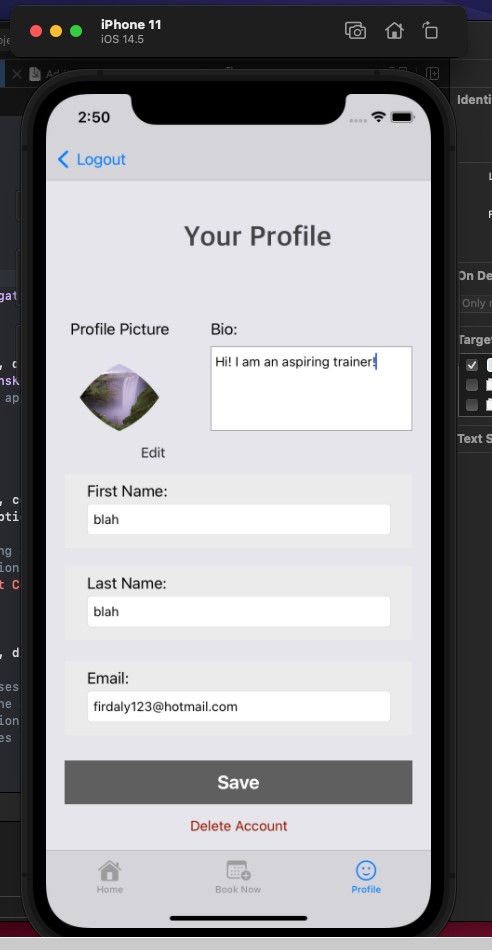 iPhone 11
iOS 14.5
Identi
2:50
Logout
Your Profile
On De
Only
Profile Picture
Bio:
Target
Hi! I am an aspiring trainer!
Edit
Text S
First Name:
blah
Last Name:
blah
Email:
firdaly123@hotmail.com
Save
Delete Account
Home
Book Now
Profile